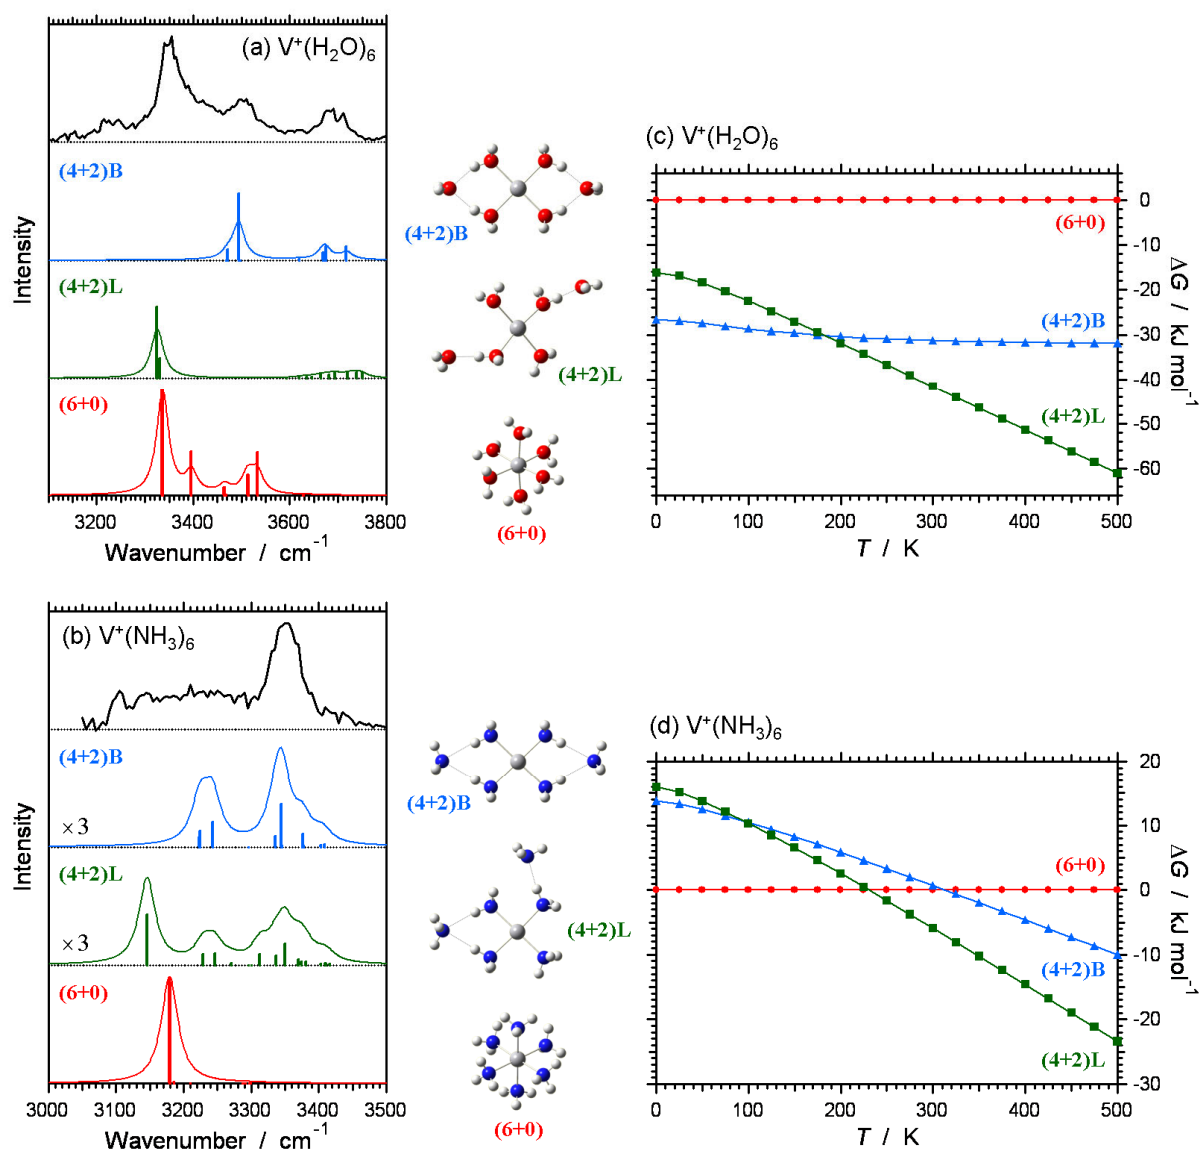 (a) V⁺(H₂O)₆
(4+2)B
(4+2)L
(6+0)
Intensity
3200 3400 3600 3800
Wavenumber / cm⁻¹
(4+2)B
(4+2)L
(6+0)
(c) V⁺(H₂O)₆
(6+0)
(4+2)B
(4+2)L
0
-10
-20
-30
-40
-50
-60
ΔG / kJ mol⁻¹
0 100 200 300 400 500
T / K
(b) V⁺(NH₃)₆
(4+2)B
×3
(4+2)L
×3
(6+0)
Intensity
3000 3100 3200 3300 3400 3500
Wavenumber / cm⁻¹
(4+2)B
(4+2)L
(6+0)
(d) V⁺(NH₃)₆
(6+0)
(4+2)B
(4+2)L
20
10
0
-10
-20
-30
ΔG / kJ mol⁻¹
0 100 200 300 400 500
T / K